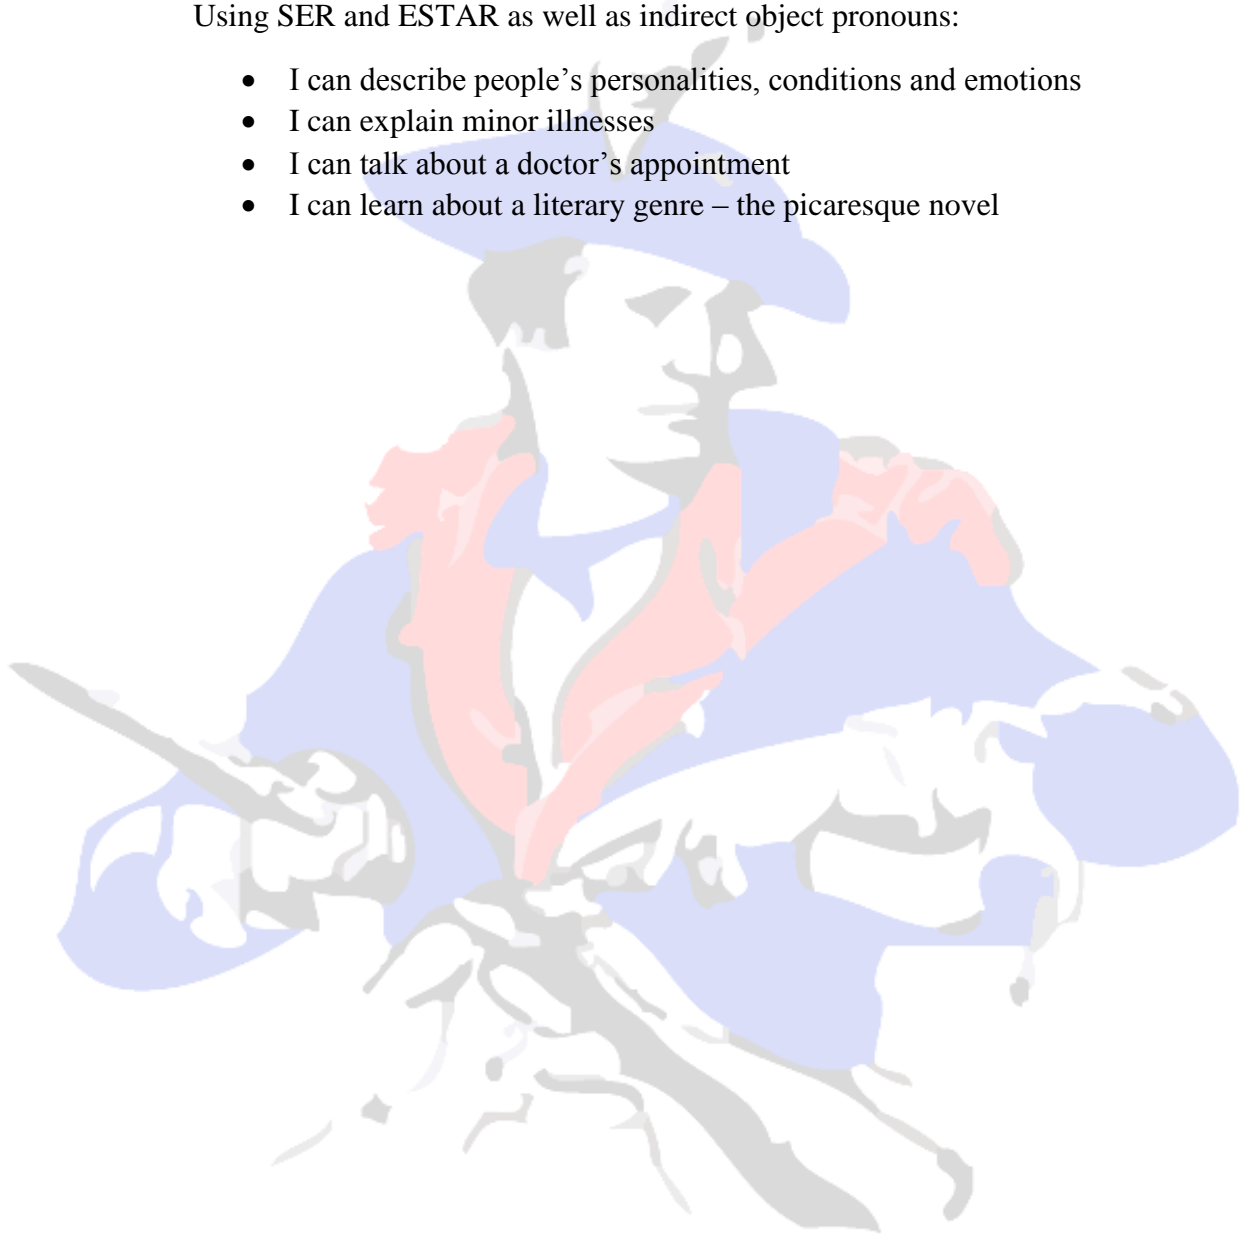 Using SER and ESTAR as well as indirect object pronouns:
• I can describe people’s personalities, conditions and emotions
• I can explain minor illnesses
• I can talk about a doctor’s appointment
• I can learn about a literary genre – the picaresque novel